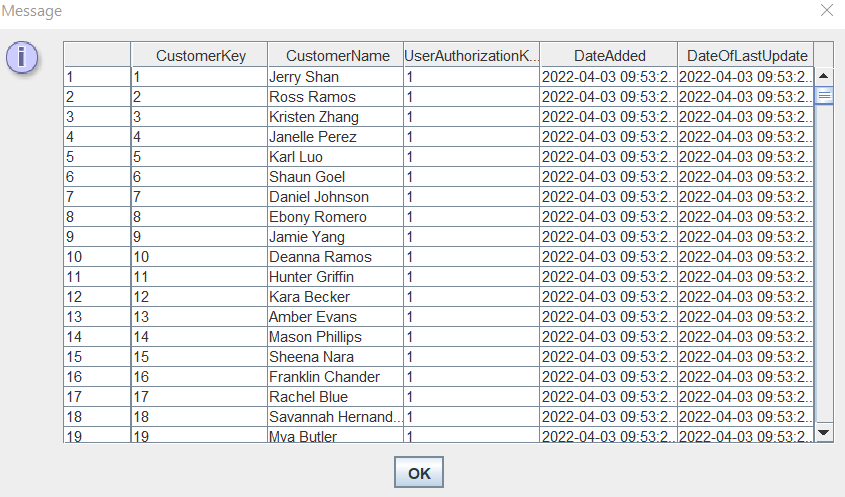 Message
CustomerKey CustomerName UserAuthorizationK... DateAdded DateOfLastUpdate
1 1 Jerry Shan 1 2022-04-03 09:53:2... 2022-04-03 09:53:2...
2 2 Ross Ramos 1 2022-04-03 09:53:2... 2022-04-03 09:53:2...
3 3 Kristen Zhang 1 2022-04-03 09:53:2... 2022-04-03 09:53:2...
4 4 Janelle Perez 1 2022-04-03 09:53:2... 2022-04-03 09:53:2...
5 5 Karl Luo 1 2022-04-03 09:53:2... 2022-04-03 09:53:2...
6 6 Shaun Goel 1 2022-04-03 09:53:2... 2022-04-03 09:53:2...
7 7 Daniel Johnson 1 2022-04-03 09:53:2... 2022-04-03 09:53:2...
8 8 Ebony Romero 1 2022-04-03 09:53:2... 2022-04-03 09:53:2...
9 9 Jamie Yang 1 2022-04-03 09:53:2... 2022-04-03 09:53:2...
10 10 Deanna Ramos 1 2022-04-03 09:53:2... 2022-04-03 09:53:2...
11 11 Hunter Griffin 1 2022-04-03 09:53:2... 2022-04-03 09:53:2...
12 12 Kara Becker 1 2022-04-03 09:53:2... 2022-04-03 09:53:2...
13 13 Amber Evans 1 2022-04-03 09:53:2... 2022-04-03 09:53:2...
14 14 Mason Phillips 1 2022-04-03 09:53:2... 2022-04-03 09:53:2...
15 15 Sheena Nara 1 2022-04-03 09:53:2... 2022-04-03 09:53:2...
16 16 Franklin Chander 1 2022-04-03 09:53:2... 2022-04-03 09:53:2...
17 17 Rachel Blue 1 2022-04-03 09:53:2... 2022-04-03 09:53:2...
18 18 Savannah Hernand... 1 2022-04-03 09:53:2... 2022-04-03 09:53:2...
19 19 Mya Butler 1 2022-04-03 09:53:2... 2022-04-03 09:53:2...
OK